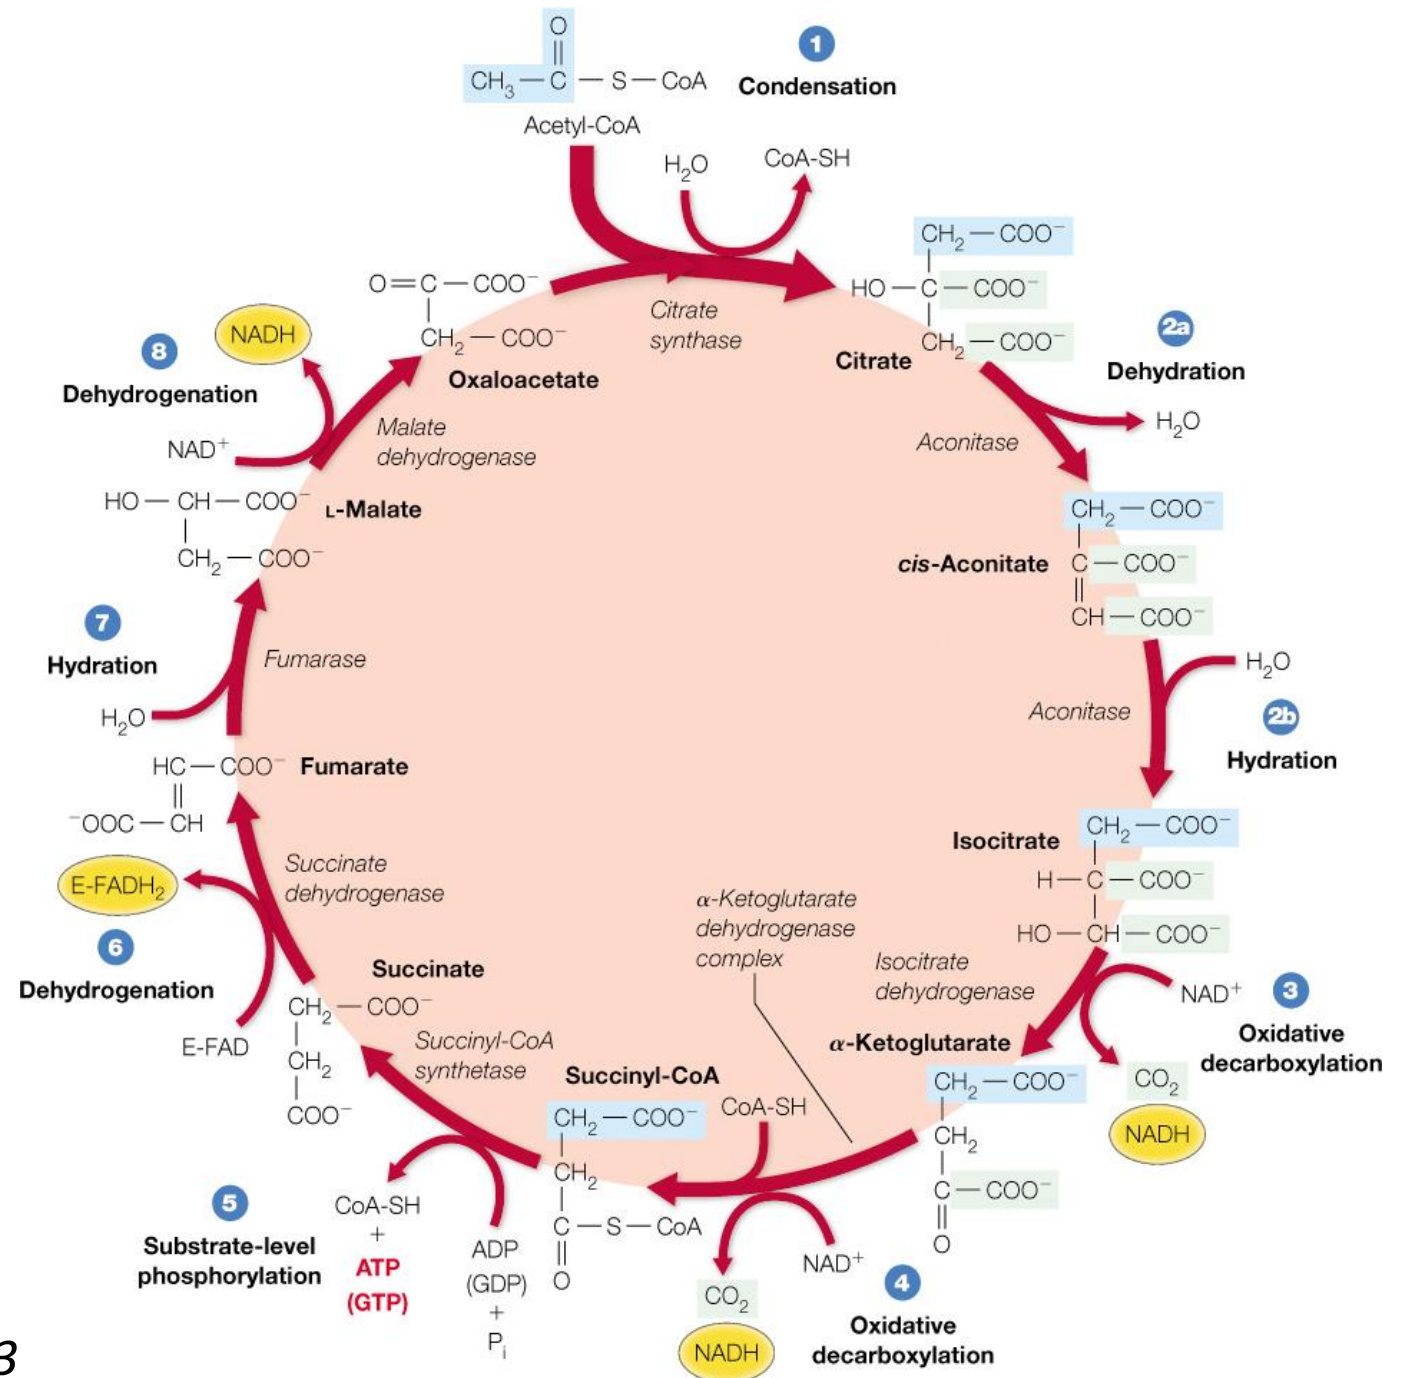 O
CH₃ — C — S — CoA
Acetyl-CoA
1
Condensation
H₂O
CoA-SH
Citrate
synthase
CH₂ — COO⁻
HO — C — COO⁻
CH₂ — COO⁻
Citrate
2a
Dehydration
H₂O
Aconitase
CH₂ — COO⁻
C — COO⁻
CH — COO⁻
cis-Aconitate
H₂O
Aconitase
2b
Hydration
Isocitrate
CH₂ — COO⁻
H — C — COO⁻
HO — CH — COO⁻
Isocitrate
dehydrogenase
NAD⁺
3
Oxidative
decarboxylation
CO₂
NADH
α-Ketoglutarate
CH₂ — COO⁻
CH₂
C — COO⁻
O
α-Ketoglutarate
dehydrogenase
complex
CoA-SH
NAD⁺
4
Oxidative
decarboxylation
CO₂
NADH
Succinyl-CoA
CH₂ — COO⁻
CH₂
C — S — CoA
O
Succinyl-CoA
synthetase
ADP
(GDP)
+
Pᵢ
CoA-SH
+
ATP
(GTP)
5
Substrate-level
phosphorylation
Succinate
CH₂ — COO⁻
CH₂
COO⁻
Succinate
dehydrogenase
E-FAD
E-FADH₂
6
Dehydrogenation
HC — COO⁻
⁻OOC — CH
Fumarate
Fumarase
H₂O
7
Hydration
HO — CH — COO⁻
CH₂ — COO⁻
L-Malate
Malate
dehydrogenase
NAD⁺
NADH
8
Dehydrogenation
O=C — COO⁻
CH₂ — COO⁻
Oxaloacetate
3